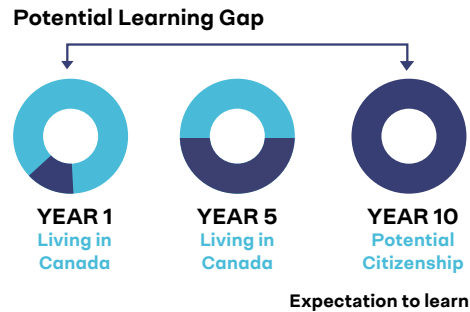 Potential Learning Gap
YEAR 1
Living in
Canada
YEAR 5
Living in
Canada
YEAR 10
Potential
Citizenship
Expectation to learn